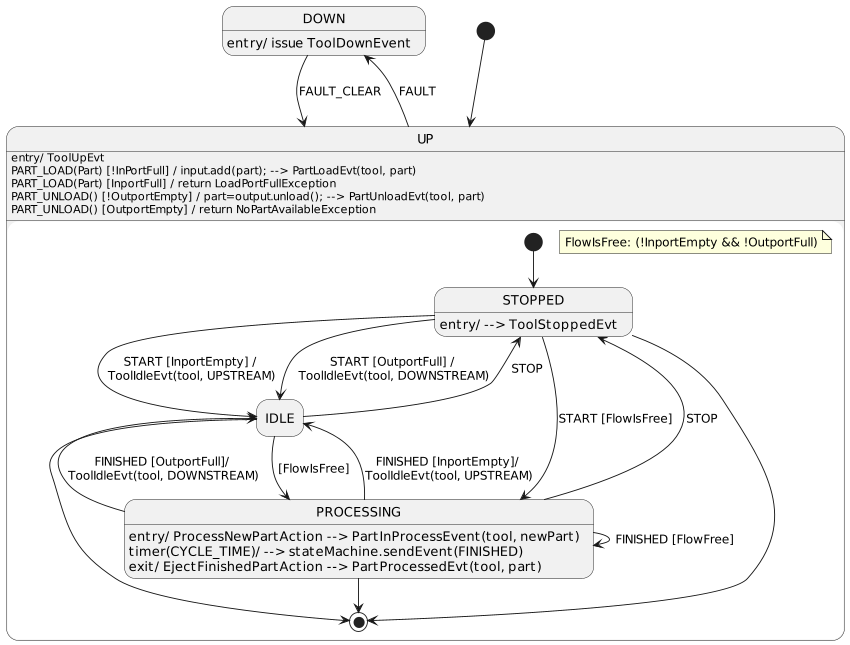 DOWN
entry/ issue ToolDownEvent
FAULT_CLEAR
FAULT
UP
entry/ ToolUpEvt
PART_LOAD(Part) [!InPortFull] / input.add(part); --> PartLoadEvt(tool, part)
PART_LOAD(Part) [InportFull] / return LoadPortFullException
PART_UNLOAD() [!OutportEmpty] / part=output.unload(); --> PartUnloadEvt(tool, part)
PART_UNLOAD() [OutportEmpty] / return NoPartAvailableException
FlowIsFree: (!InportEmpty && !OutportFull)
STOPPED
entry/ --> ToolStoppedEvt
START [InportEmpty] /
ToolIdleEvt(tool, UPSTREAM)
START [OutportFull] /
ToolIdleEvt(tool, DOWNSTREAM)
STOP
IDLE
START [FlowIsFree]
STOP
FINISHED [OutportFull]/
ToolIdleEvt(tool, DOWNSTREAM)
[FlowIsFree]
FINISHED [InportEmpty]/
ToolIdleEvt(tool, UPSTREAM)
PROCESSING
entry/ ProcessNewPartAction --> PartInProcessEvent(tool, newPart)
timer(CYCLE_TIME)/ --> stateMachine.sendEvent(FINISHED)
exit/ EjectFinishedPartAction --> PartProcessedEvt(tool, part)
FINISHED [FlowFree]